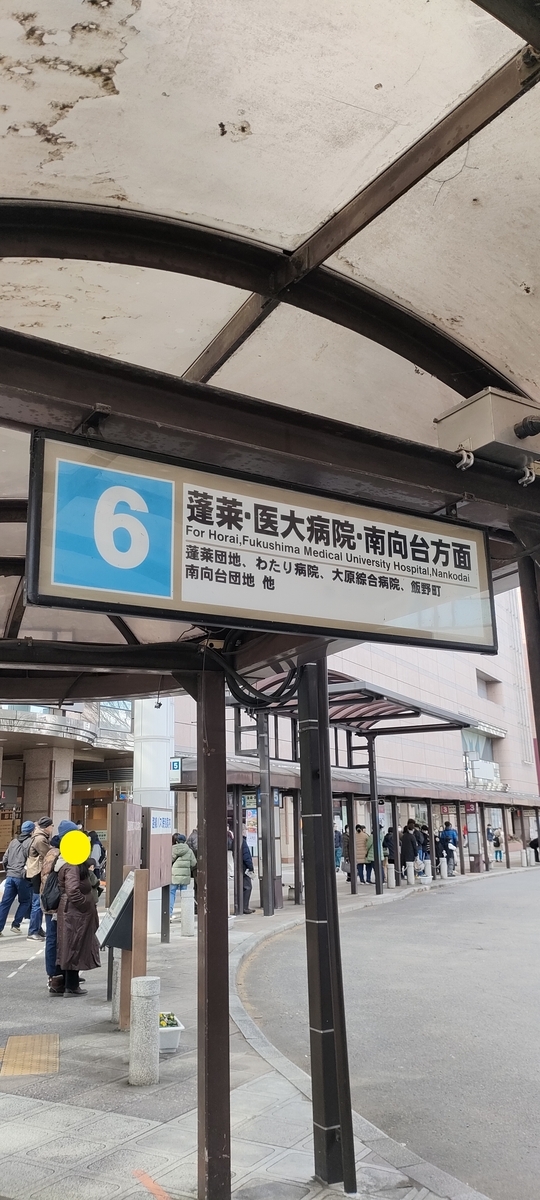 6
蓬莱・医大病院・南向台方面
For Horai,Fukushima Medical University Hospital,Nankodai
蓬莱団地、わたり病院、大原綜合病院、飯野町
南向台団地 他
5